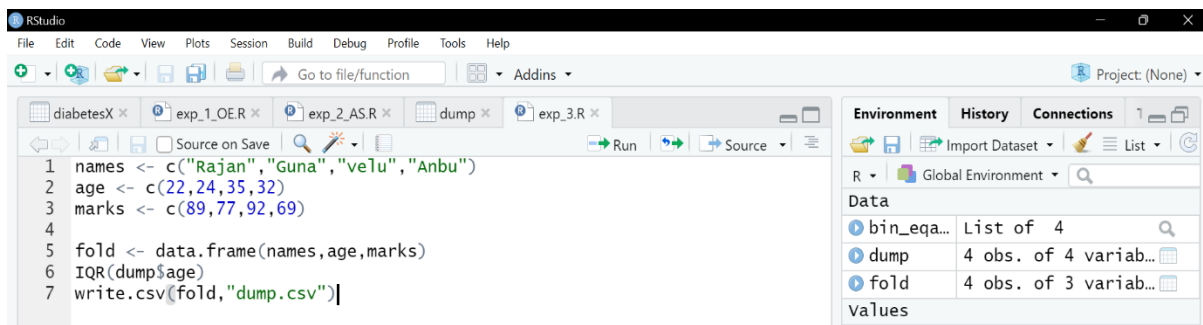 RStudio
File Edit Code View Plots Session Build Debug Profile Tools Help
Go to file/function Addins Project: (None)
diabetesX exp_1_OE.R exp_2_AS.R dump exp_3.R
Source on Save Run Source
1 names <- c("Rajan","Guna","velu","Anbu")
2 age <- c(22,24,35,32)
3 marks <- c(89,77,92,69)
4
5 fold <- data.frame(names,age,marks)
6 IQR(dump$age)
7 write.csv(fold,"dump.csv")
Environment History Connections
Import Dataset List
R Global Environment
Data
bin_eqa… List of 4
dump 4 obs. of 4 variab…
fold 4 obs. of 3 variab…
Values